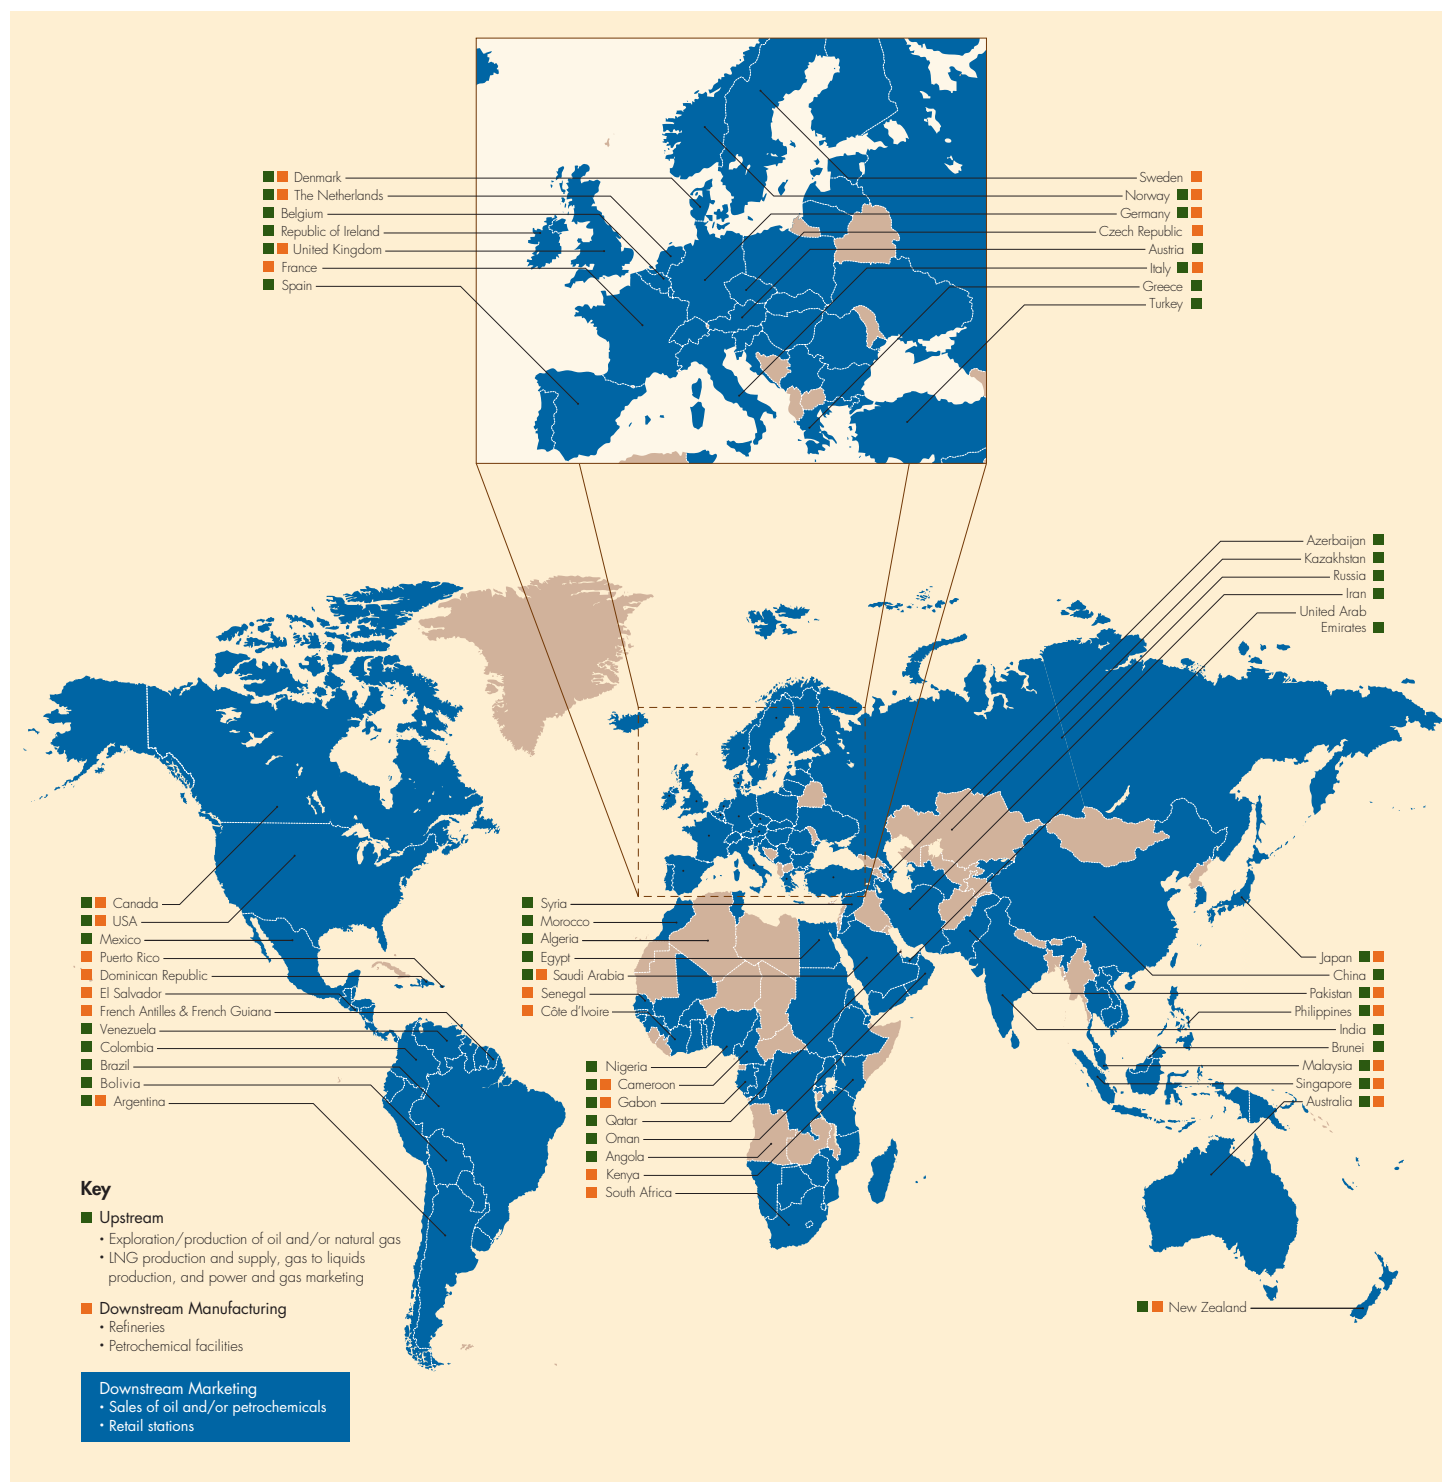 Denmark
The Netherlands
Belgium
Republic of Ireland
United Kingdom
France
Spain
Sweden
Norway
Germany
Czech Republic
Austria
Italy
Greece
Turkey
Azerbaijan
Kazakhstan
Russia
Iran
United Arab
Emirates
Canada
USA
Mexico
Puerto Rico
Dominican Republic
El Salvador
French Antilles & French Guiana
Venezuela
Colombia
Brazil
Bolivia
Argentina
Syria
Morocco
Algeria
Egypt
Saudi Arabia
Senegal
Côte d’Ivoire
Nigeria
Cameroon
Gabon
Qatar
Oman
Angola
Kenya
South Africa
Japan
China
Pakistan
Philippines
India
Brunei
Malaysia
Singapore
Australia
New Zealand
Key
Upstream
• Exploration/production of oil and/or natural gas
• LNG production and supply, gas to liquids
production, and power and gas marketing
Downstream Manufacturing
• Refineries
• Petrochemical facilities
Downstream Marketing
• Sales of oil and/or petrochemicals
• Retail stations